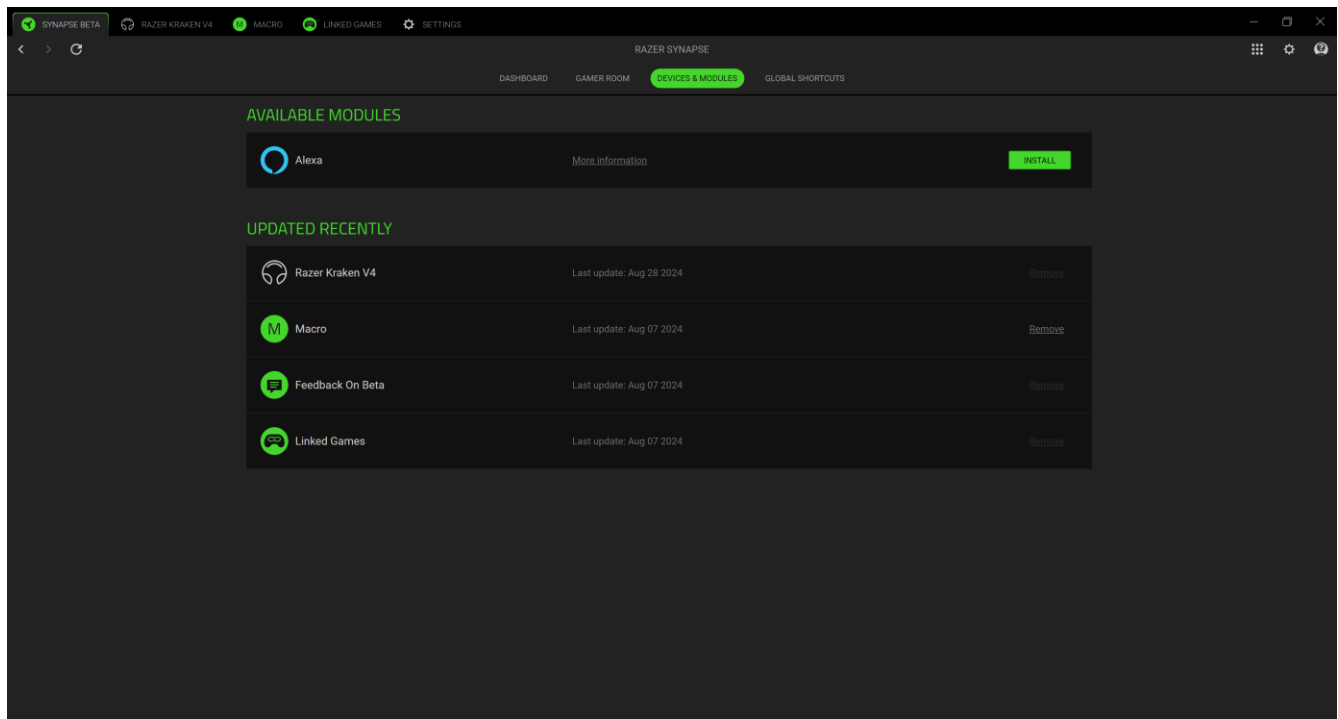 SYNAPSE BETA RAZER KRAKEN V4 M MACRO LINKED GAMES SETTINGS
RAZER SYNAPSE
DASHBOARD GAMER ROOM DEVICES & MODULES GLOBAL SHORTCUTS
AVAILABLE MODULES
Alexa More information INSTALL
UPDATED RECENTLY
Razer Kraken V4 Last update: Aug 28 2024 Remove
M Macro Last update: Aug 07 2024 Remove
Feedback On Beta Last update: Aug 07 2024 Remove
Linked Games Last update: Aug 07 2024 Remove